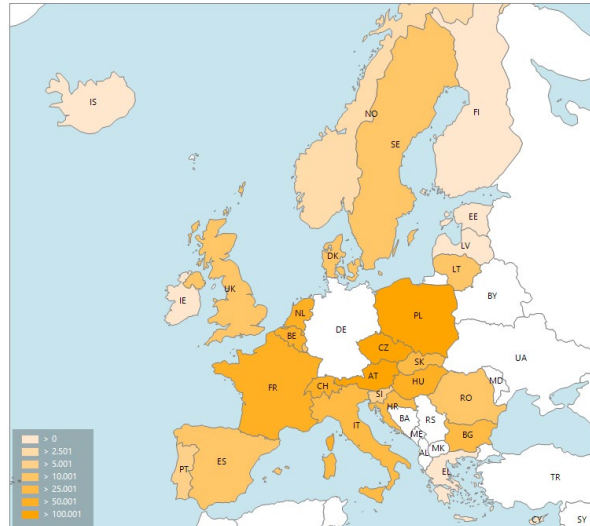 IS
NO
FI
SE
EE
LV
DK
LT
IE
UK
NL
BY
BE
DE
PL
CZ
UA
SK
FR
CH
AT
HU
MD
SI
RO
HR
BA
RS
IT
ME
BG
MK
AL
PT
ES
EL
TR
CY
SY
> 0
> 2.501
> 5.001
> 10.001
> 25.001
> 50.001
> 100.001